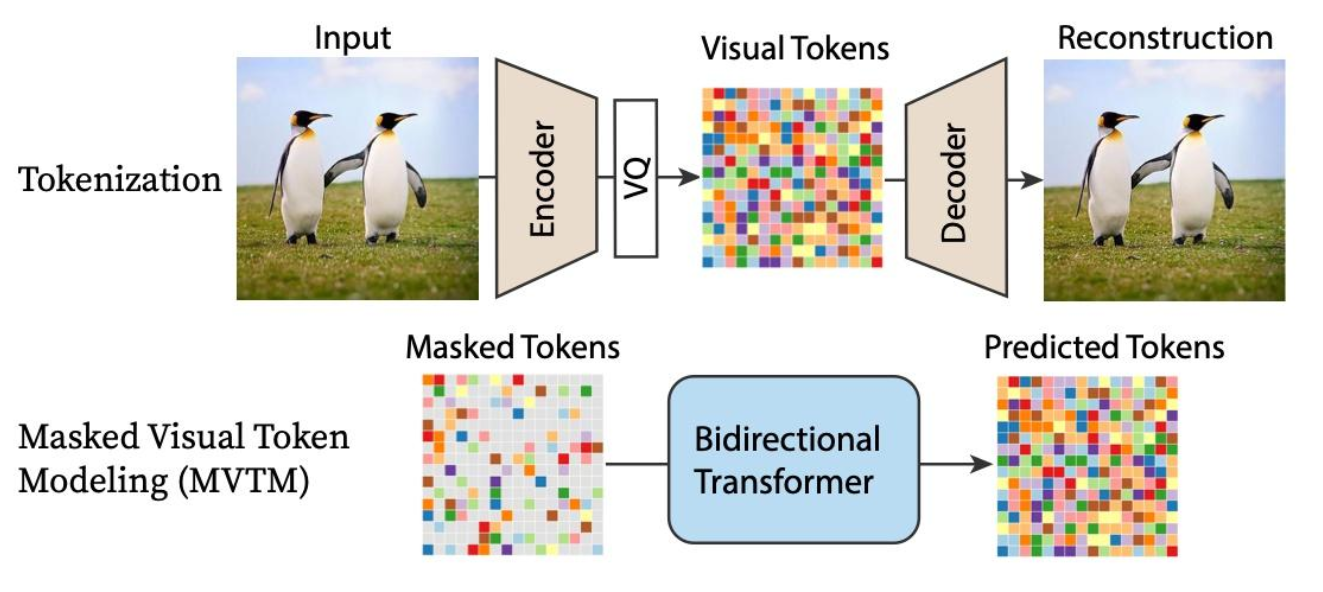 Input
Visual Tokens
Reconstruction
Tokenization
Encoder
VQ
Decoder
Masked Tokens
Predicted Tokens
Masked Visual Token
Modeling (MVTM)
Bidirectional
Transformer